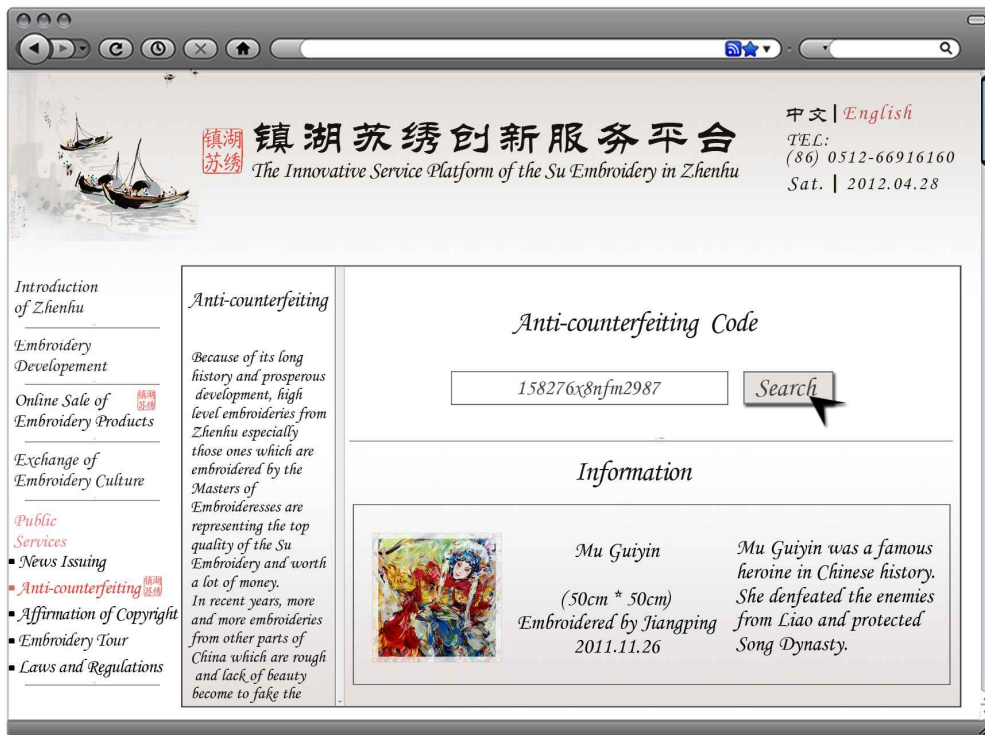 镇湖
苏绣
镇湖苏绣创新服务平台
The Innovative Service Platform of the Su Embroidery in Zhenhu
中文 | English
TEL:
(86) 0512-66916160
Sat. | 2012.04.28
Introduction
of Zhenhu
Embroidery
Developement
Online Sale of
镇湖
苏绣
Embroidery Products
Exchange of
Embroidery Culture
Public
Services
News Issuing
Anti-counterfeiting
镇湖
苏绣
Affirmation of Copyright
Embroidery Tour
Laws and Regulations
Anti-counterfeiting
Because of its long
history and prosperous
development, high
level embroideries from
Zhenhu especially
those ones which are
embroidered by the
Masters of
Embroideresses are
representing the top
quality of the Su
Embroidery and worth
a lot of money.
In recent years, more
and more embroideries
from other parts of
China which are rough
and lack of beauty
become to fake the
Anti-counterfeiting Code
158276x8nfm2987
Search
Information
Mu Guiyin
(50cm * 50cm)
Embroidered by Jiangping
2011.11.26
Mu Guiyin was a famous
heroine in Chinese history.
She denfeated the enemies
from Liao and protected
Song Dynasty.